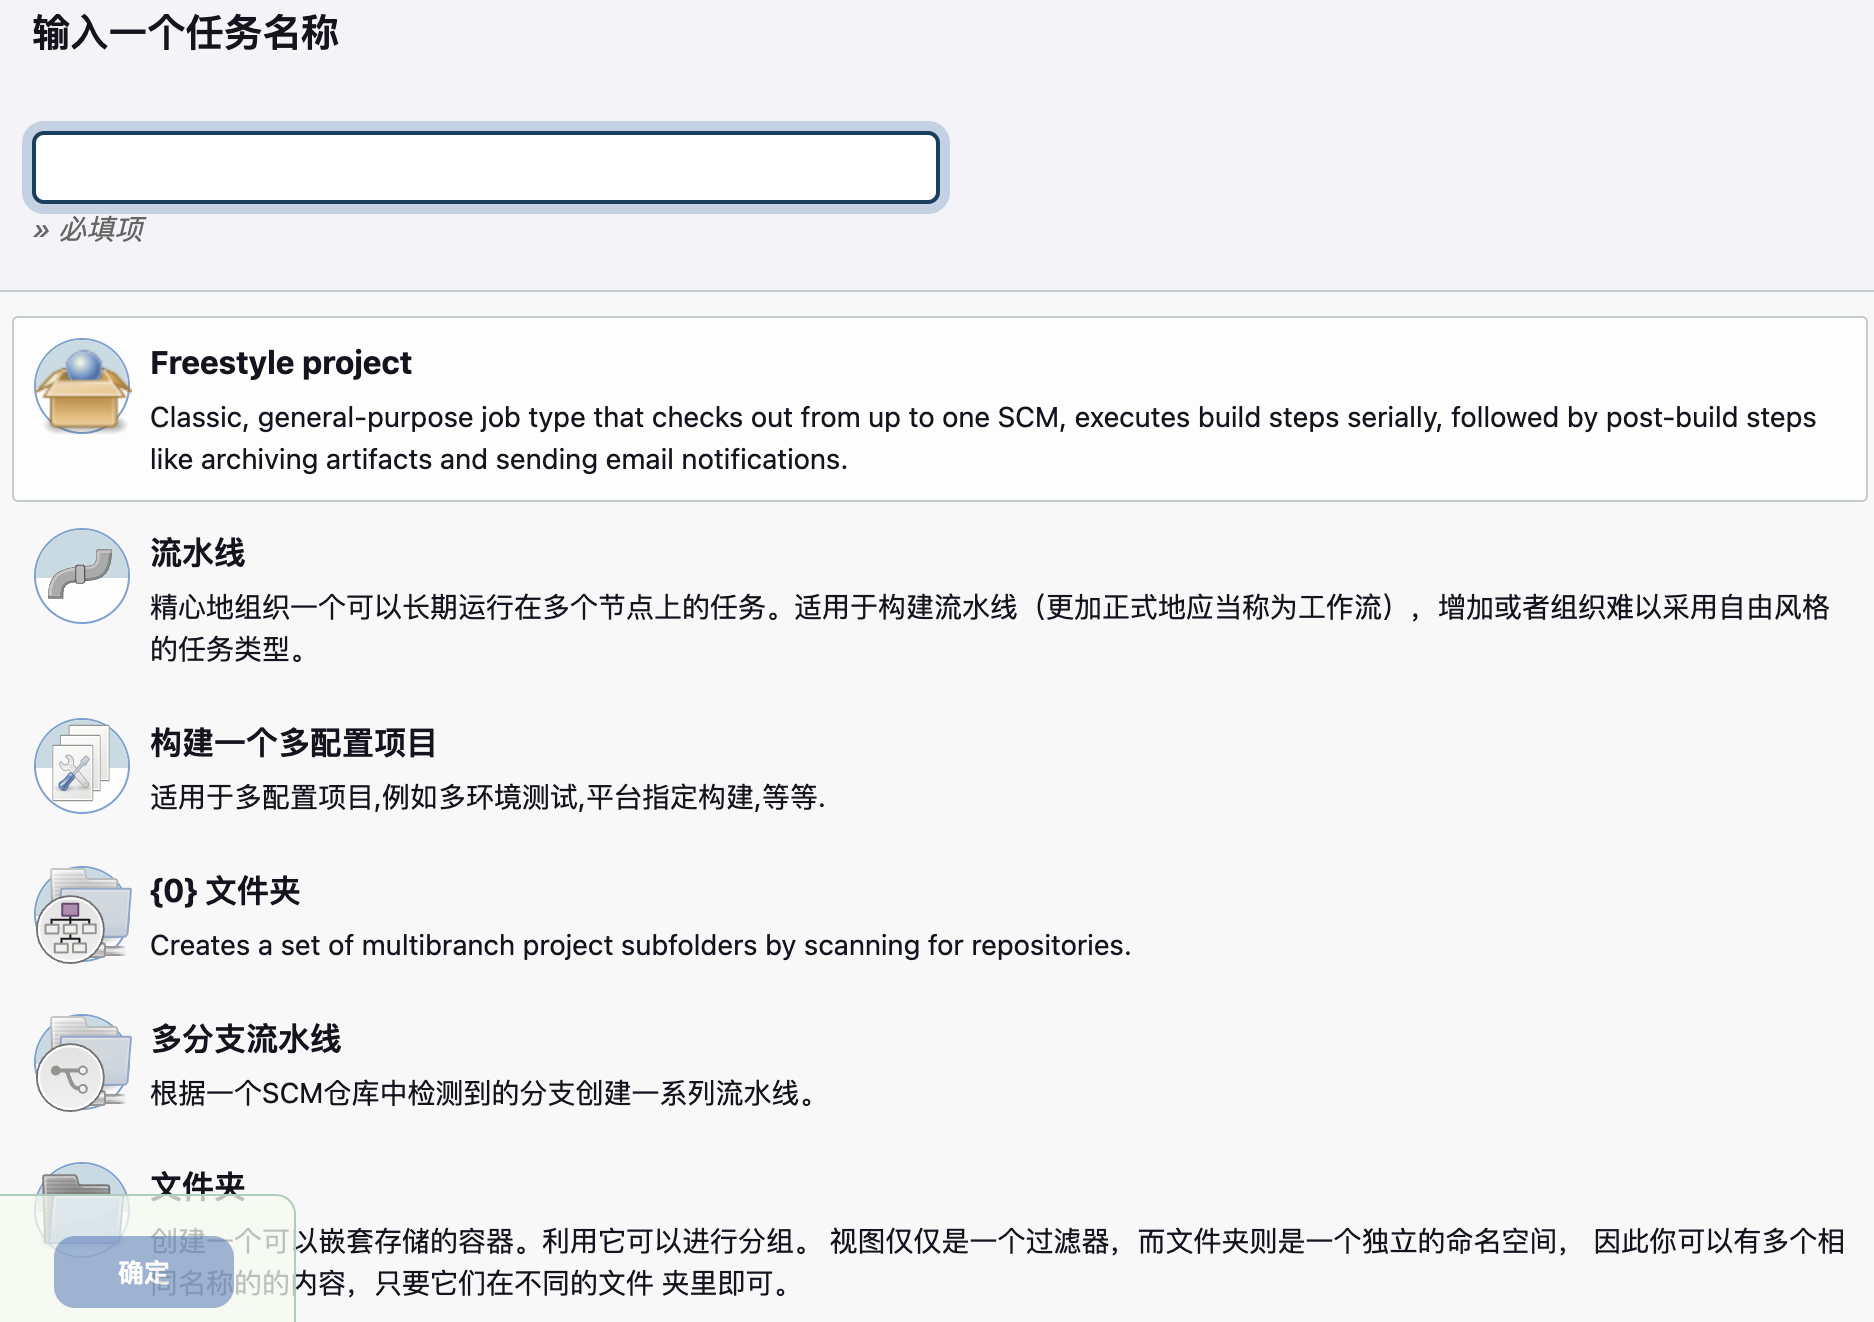 输入一个任务名称
» 必填项
Freestyle project
Classic, general-purpose job type that checks out from up to one SCM, executes build steps serially, followed by post-build steps
like archiving artifacts and sending email notifications.
流水线
精心地组织一个可以长期运行在多个节点上的任务。适用于构建流水线（更加正式地应当称为工作流），增加或者组织难以采用自由风格
的任务类型。
构建一个多配置项目
适用于多配置项目,例如多环境测试,平台指定构建,等等.
{0} 文件夹
Creates a set of multibranch project subfolders by scanning for repositories.
多分支流水线
根据一个SCM仓库中检测到的分支创建一系列流水线。
文件夹
创建一个可以嵌套存储的容器。利用它可以进行分组。 视图仅仅是一个过滤器，而文件夹则是一个独立的命名空间， 因此你可以有多个相
同名称的的内容，只要它们在不同的文件 夹里即可。
确定